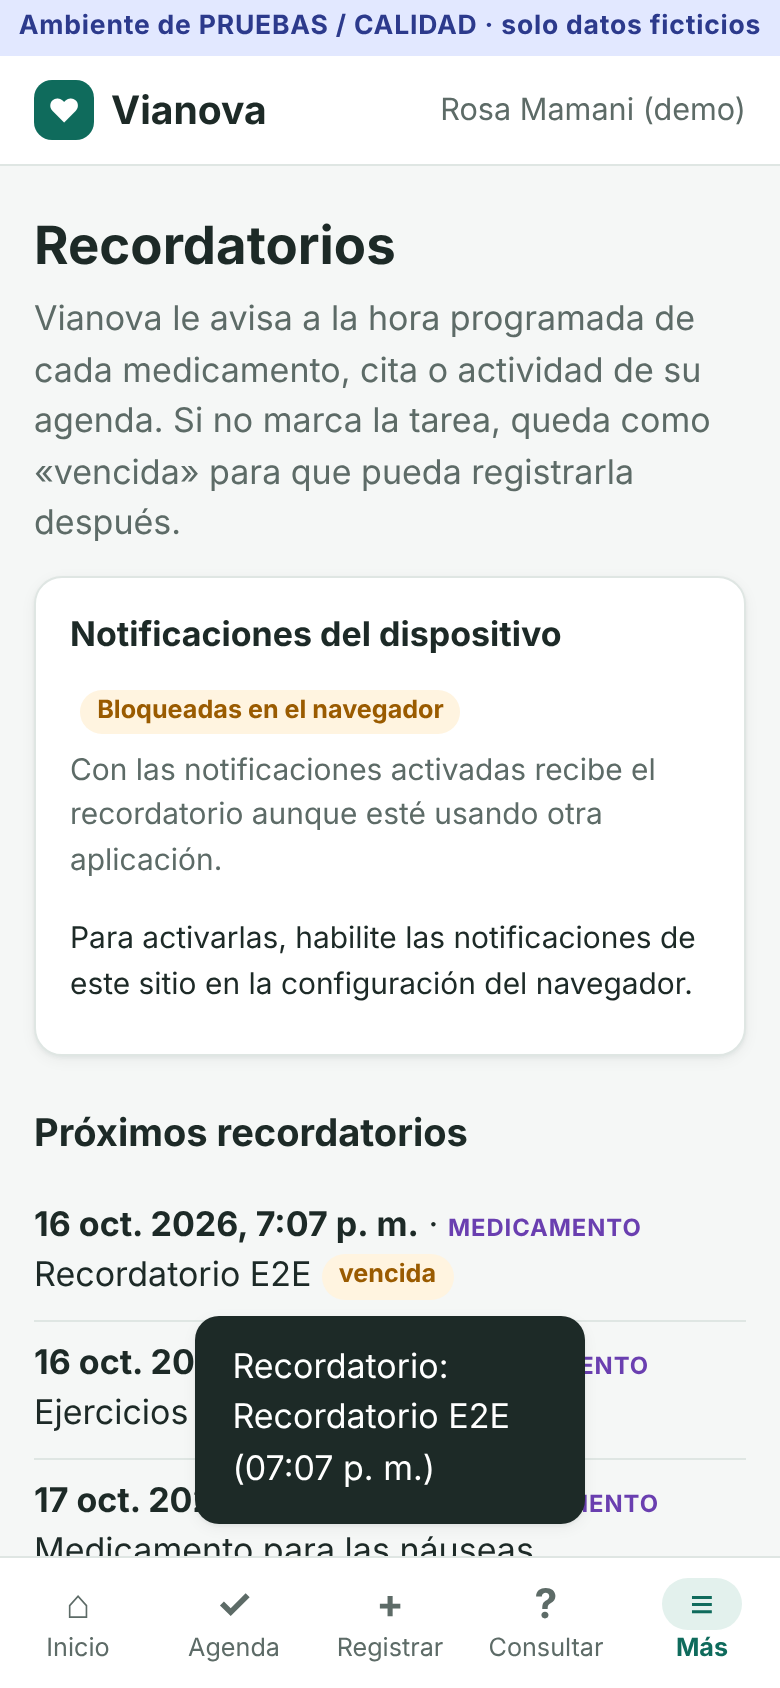 Ambiente de PRUEBAS / CALIDAD · solo datos ficticios
Vianova
Rosa Mamani (demo)
Recordatorios
Vianova le avisa a la hora programada de
cada medicamento, cita o actividad de su
agenda. Si no marca la tarea, queda como
«vencida» para que pueda registrarla
después.
Notificaciones del dispositivo
Bloqueadas en el navegador
Con las notificaciones activadas recibe el
recordatorio aunque esté usando otra
aplicación.
Para activarlas, habilite las notificaciones de
este sitio en la configuración del navegador.
Próximos recordatorios
16 oct. 2026, 7:07 p. m. · MEDICAMENTO
Recordatorio E2E vencida
16 oct.
Ejercicios
17 oct.
Medicamento para las náuseas
Recordatorio:
Recordatorio E2E
(07:07 p. m.)
Inicio
Agenda
Registrar
Consultar
Más